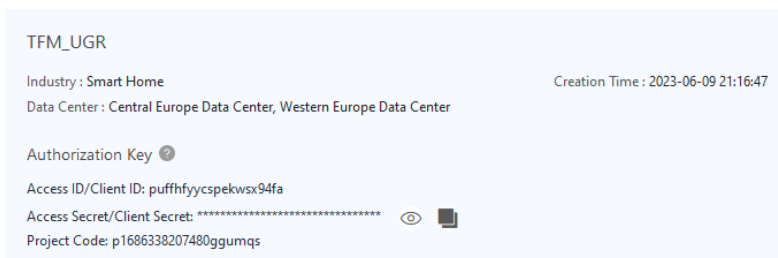 TFM_UGR
Industry : Smart Home
Creation Time : 2023-06-09 21:16:47
Data Center : Central Europe Data Center, Western Europe Data Center
Authorization Key ?
Access ID/Client ID: puffhfyycspekwsx94fa
Access Secret/Client Secret: ********************************
Project Code: p1686338207480ggumqs